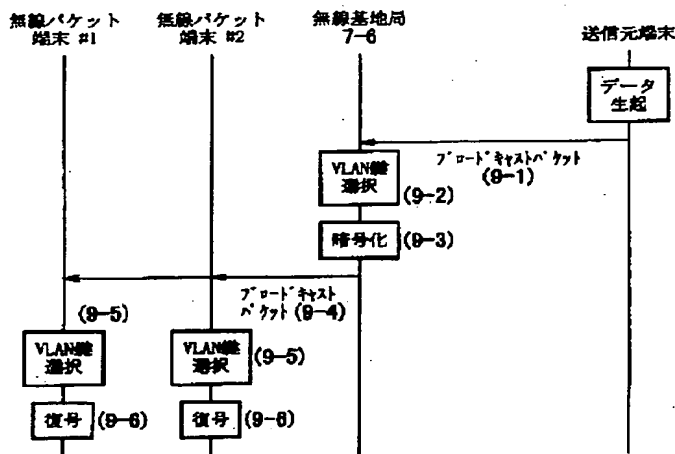 無線パケット
端末 #1
無線パケット
端末 #2
無線基地局
7-6
送信元端末
データ
生起
ブロードキャストパケット
(9-1)
VLAN鍵
選択
(9-2)
暗号化
(9-3)
ブロードキャスト
パケット(9-4)
(9-5)
VLAN鍵
選択
VLAN鍵
選択
(9-5)
復号
(9-6)
復号
(9-6)